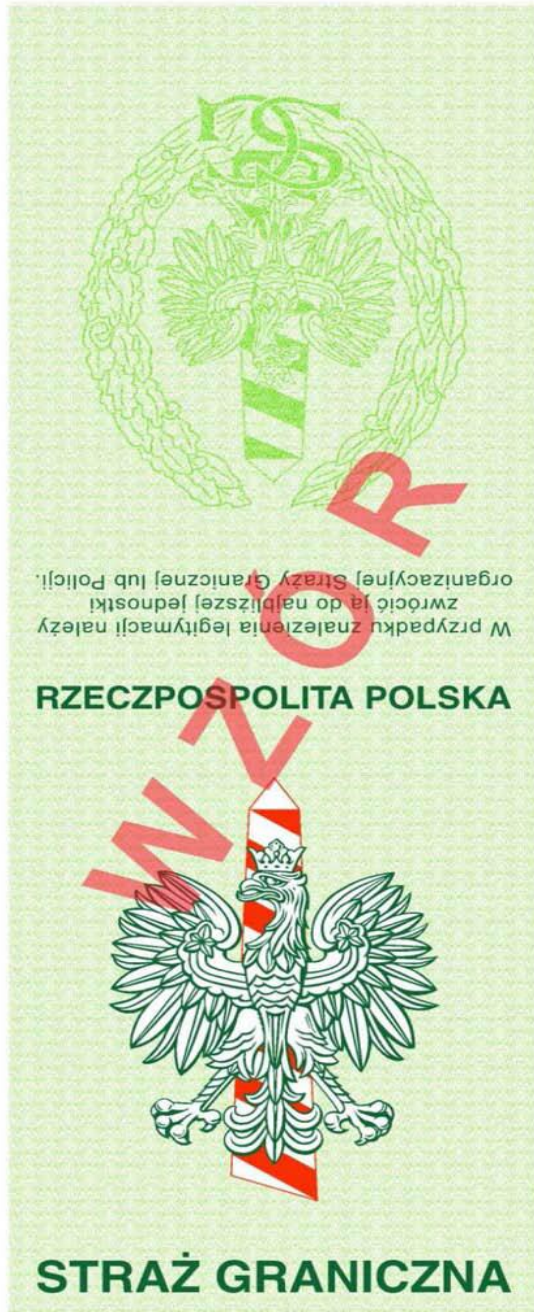 SG
W przypadku znalezienia legitymacji należy
zwrócić ją do najbliższej jednostki
organizacyjnej Straży Granicznej lub Policji.
RZECZPOSPOLITA POLSKA
WZÓR
STRAŻ GRANICZNA